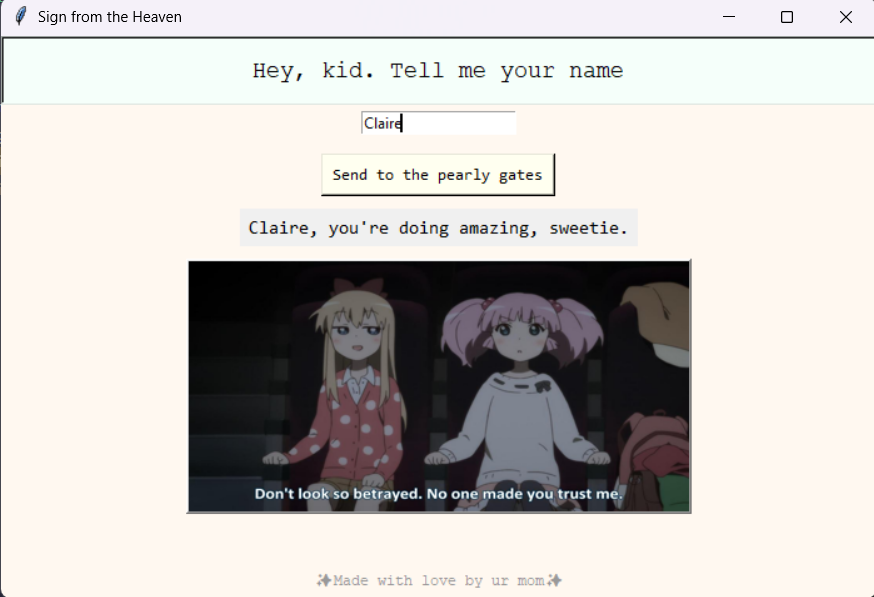 Sign from the Heaven
Hey, kid. Tell me your name
Claire
Send to the pearly gates
Claire, you're doing amazing, sweetie.
Don't look so betrayed. No one made you trust me.
✨Made with love by ur mom✨